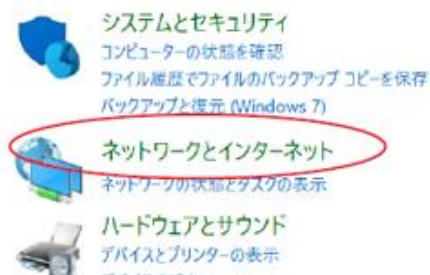 システムとセキュリティ
コンピューターの状態を確認
ファイル履歴でファイルのバックアップ コピーを保存
バックアップと復元 (Windows 7)
ネットワークとインターネット
ネットワークの状態とタスクの表示
ハードウェアとサウンド
デバイスとプリンターの表示